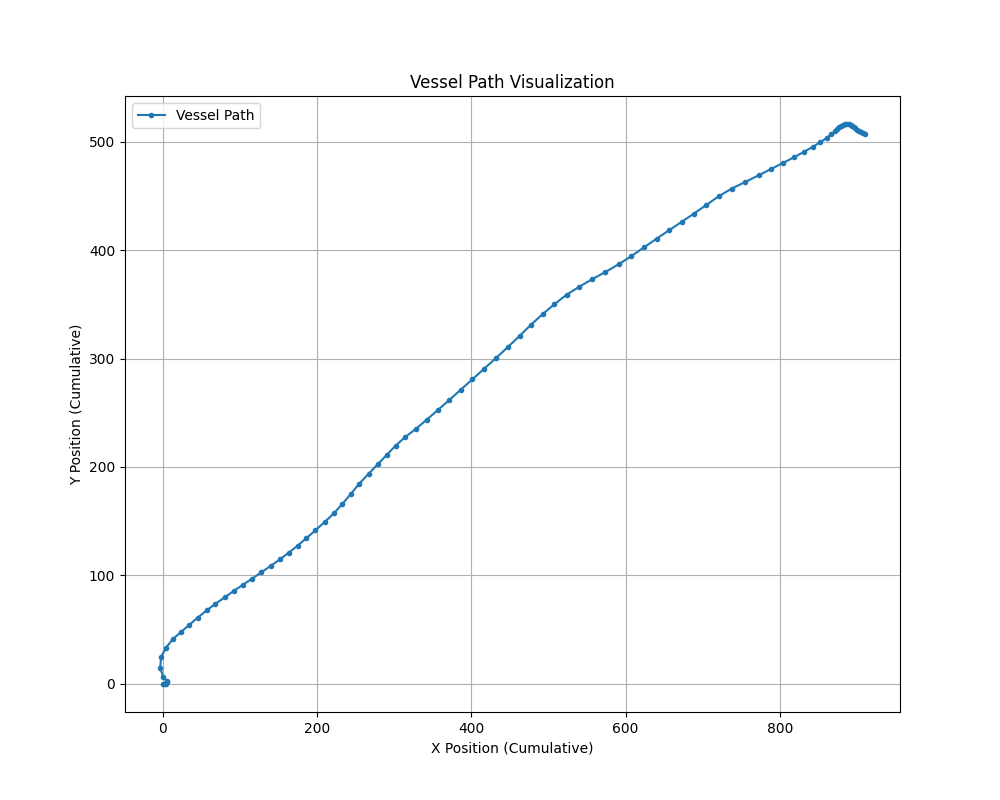 Vessel Path Visualization
Vessel Path
Y Position (Cumulative)
500
400
300
200
100
0
0 200 400 600 800
X Position (Cumulative)